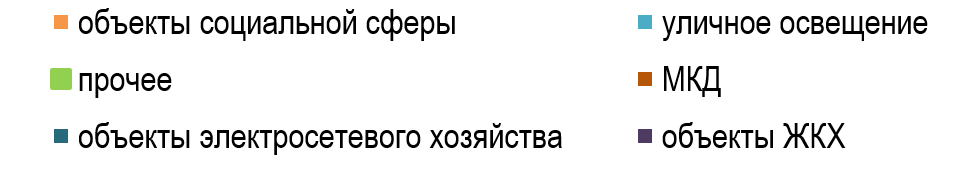 объекты социальной сферы
уличное освещение
прочее
МКД
объекты электросетевого хозяйства
объекты ЖКХ